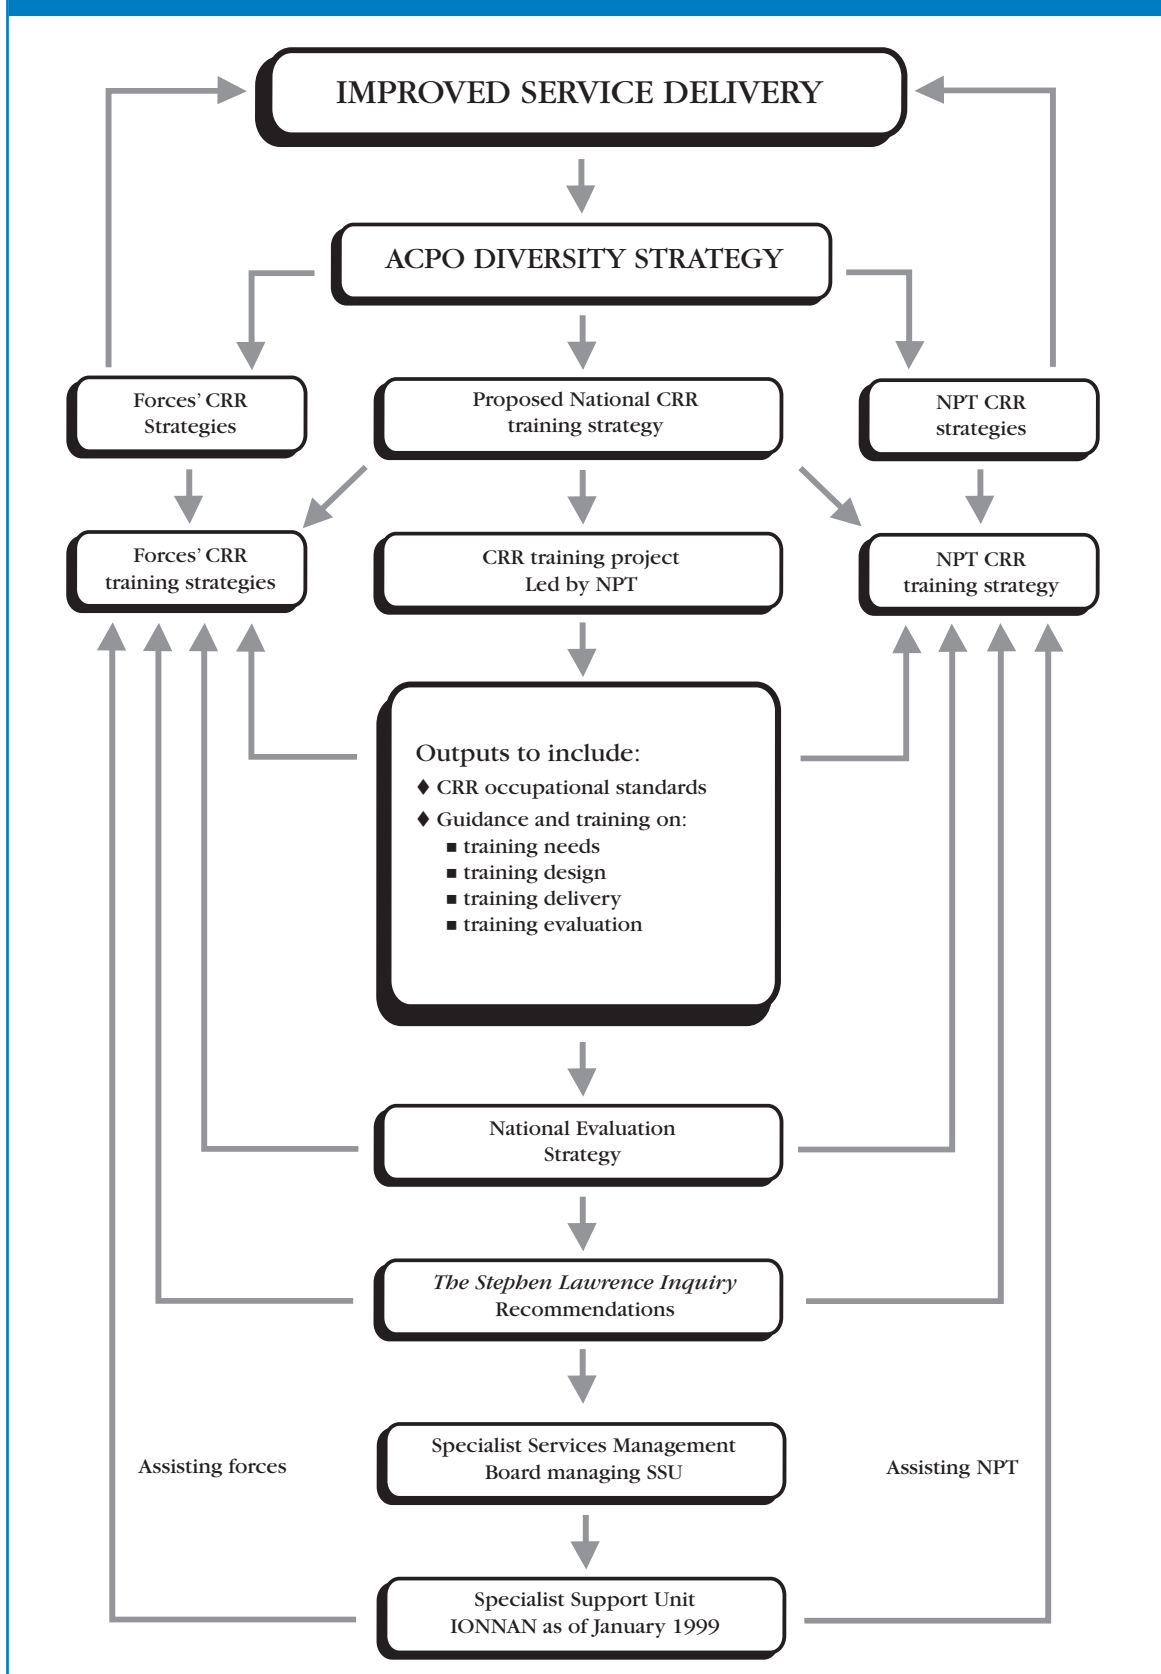 IMPROVED SERVICE DELIVERY
ACPO DIVERSITY STRATEGY
Forces' CRR
Strategies
Proposed National CRR
training strategy
NPT CRR
strategies
Forces' CRR
training strategies
CRR training project
Led by NPT
NPT CRR
training strategy
Outputs to include:
♦ CRR occupational standards
♦ Guidance and training on:
■ training needs
■ training design
■ training delivery
■ training evaluation
National Evaluation
Strategy
The Stephen Lawrence Inquiry
Recommendations
Specialist Services Management
Board managing SSU
Assisting forces
Assisting NPT
Specialist Support Unit
IONNAN as of January 1999